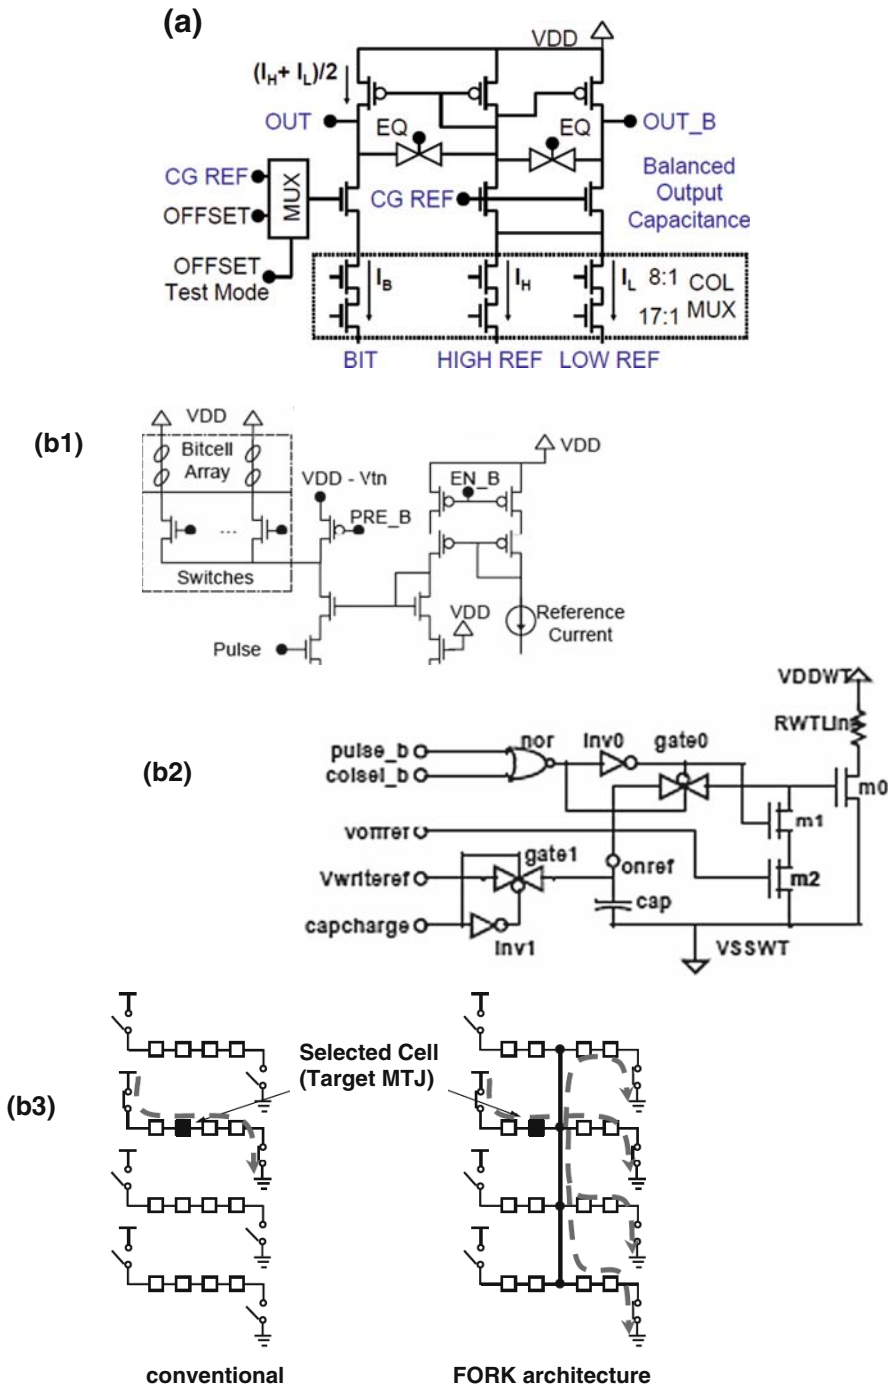 (a)
VDD
(I_H + I_L)/2
OUT
EQ
EQ
OUT_B
CG REF
MUX
CG REF
Balanced
Output
Capacitance
OFFSET
OFFSET
Test Mode
I_B
I_H
I_L
8:1
COL
MUX
17:1
BIT
HIGH REF
LOW REF
(b1)
VDD
VDD
Bitcell
Array
VDD - Vtn
EN_B
PRE_B
...
Switches
VDD
Reference
Current
Pulse
(b2)
VDDWT
RWTLine
pulse_b
nor
Inv0
gate0
colsel_b
m0
m1
voffref
gate1
onref
m2
Vwriteref
cap
capcharge
Inv1
VSSWT
(b3)
Selected Cell
(Target MTJ)
conventional
FORK architecture